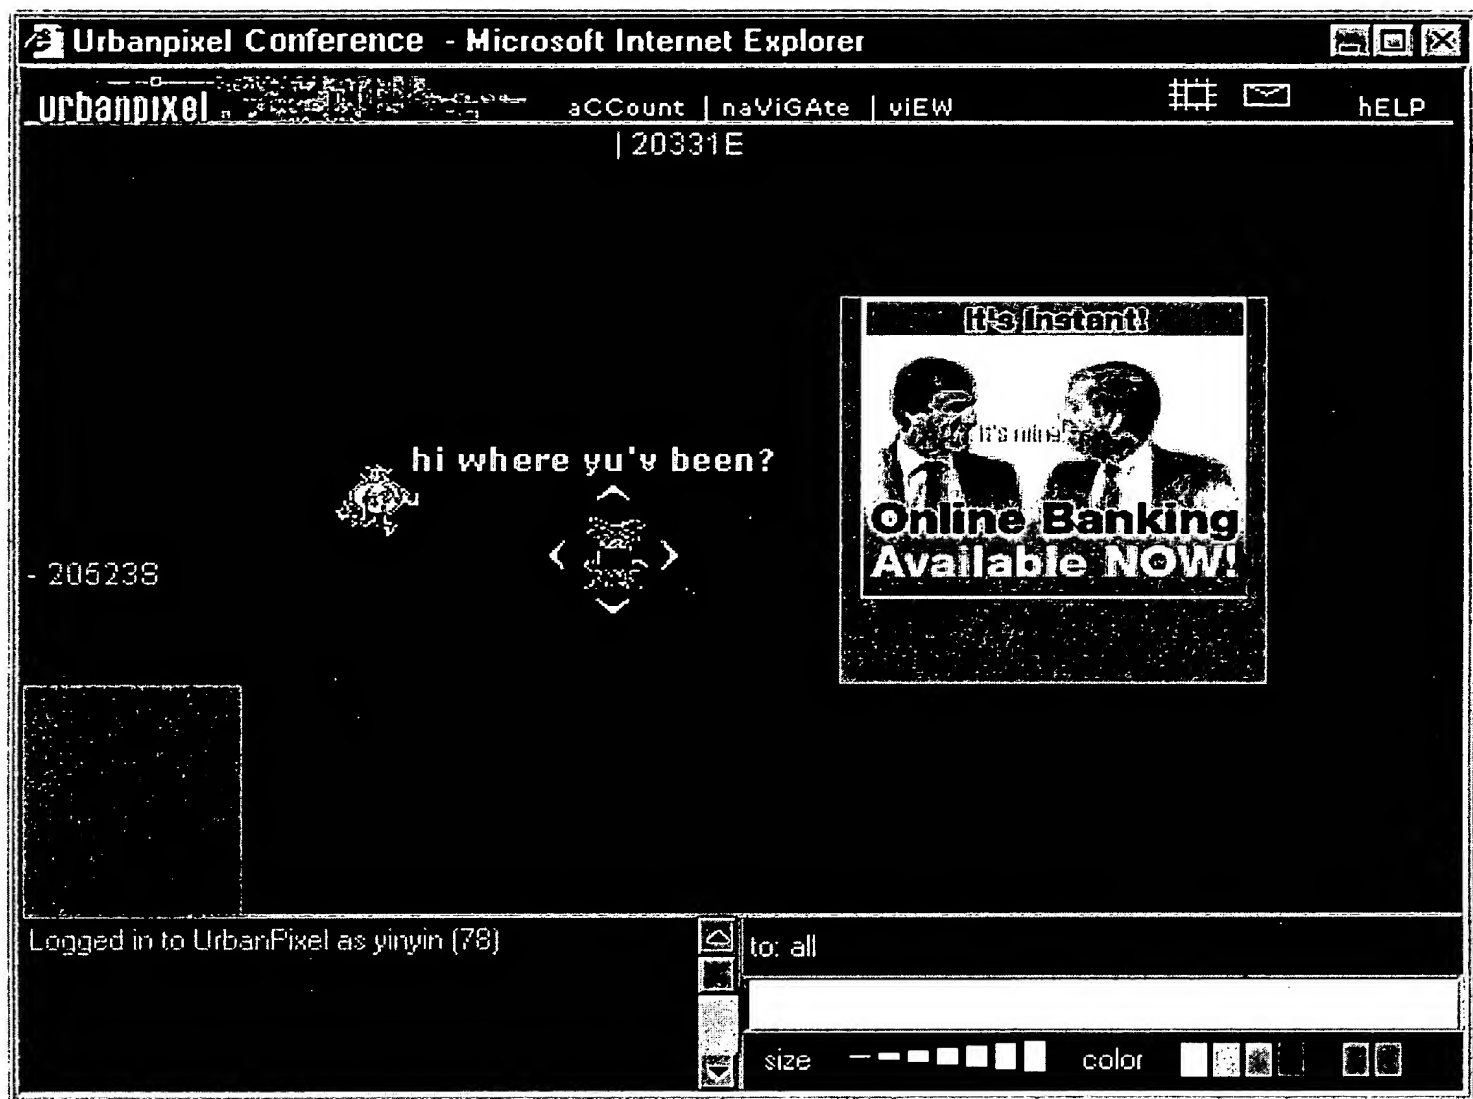 Urbanpixel Conference - Microsoft Internet Explorer
urbanpixel aCCount | naViGAte | viEW hELP
| 20331E
It's Instant!
It's mine!
hi where yu'v been?
Online Banking
Available NOW!
- 20523S
Logged in to UrbanPixel as yinyin (78)
to: all
size color